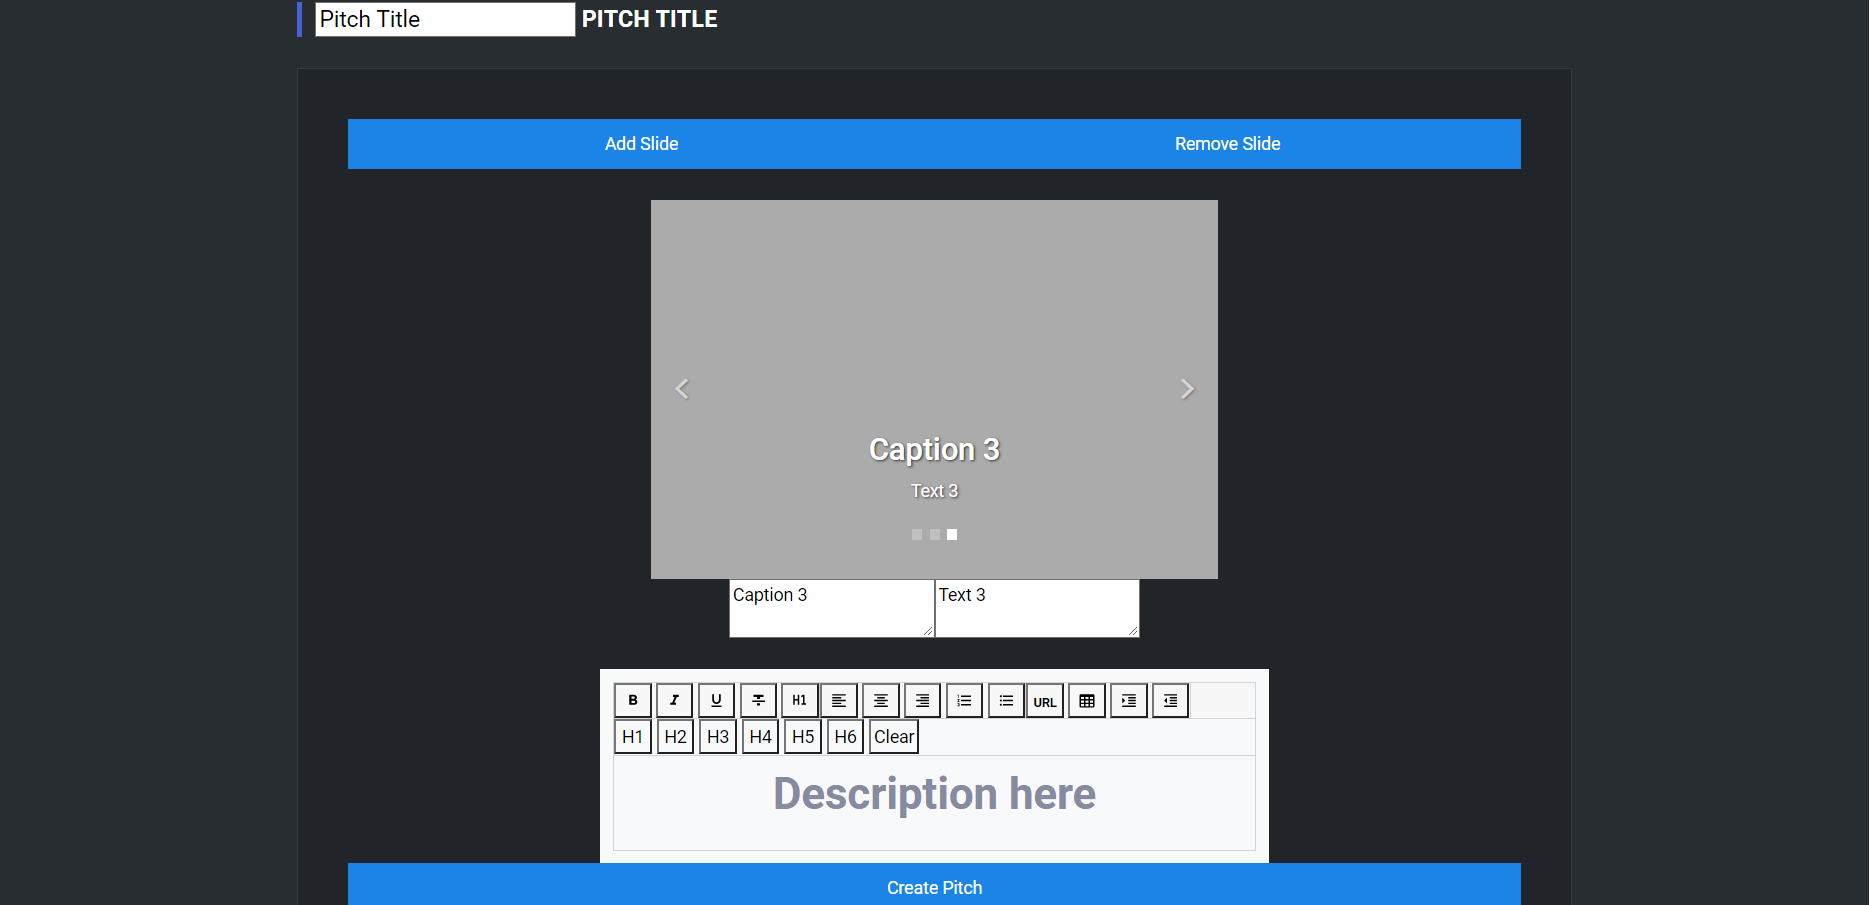 Pitch Title PITCH TITLE
Add Slide Remove Slide
Caption 3
Text 3
Caption 3 Text 3
B I U T H1 URL
H1 H2 H3 H4 H5 H6 Clear
Description here
Create Pitch